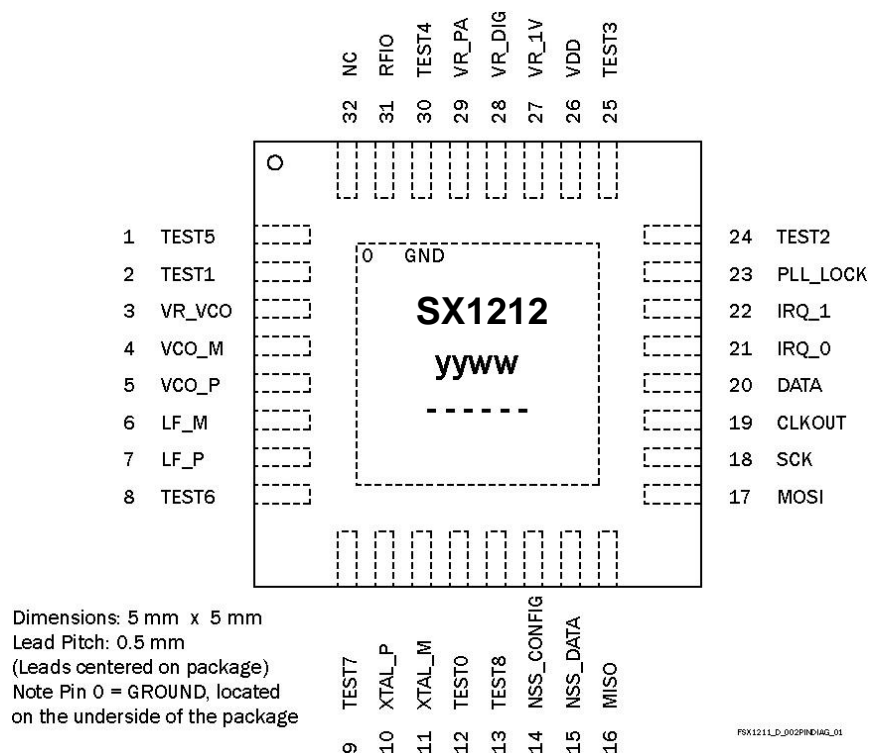 32 NC
31 RFIO
30 TEST4
29 VR_PA
28 VR_DIG
27 VR_1V
26 VDD
25 TEST3
1 TEST5
2 TEST1
3 VR_VCO
4 VCO_M
5 VCO_P
6 LF_M
7 LF_P
8 TEST6
0 GND
SX1212
yyww
------
24 TEST2
23 PLL_LOCK
22 IRQ_1
21 IRQ_0
20 DATA
19 CLKOUT
18 SCK
17 MOSI
9 TEST7
10 XTAL_P
11 XTAL_M
12 TEST0
13 TEST8
14 NSS_CONFIG
15 NSS_DATA
16 MISO
Dimensions: 5 mm x 5 mm
Lead Pitch: 0.5 mm
(Leads centered on package)
Note Pin 0 = GROUND, located
on the underside of the package
FSX1211_D_002PINDIAG_01